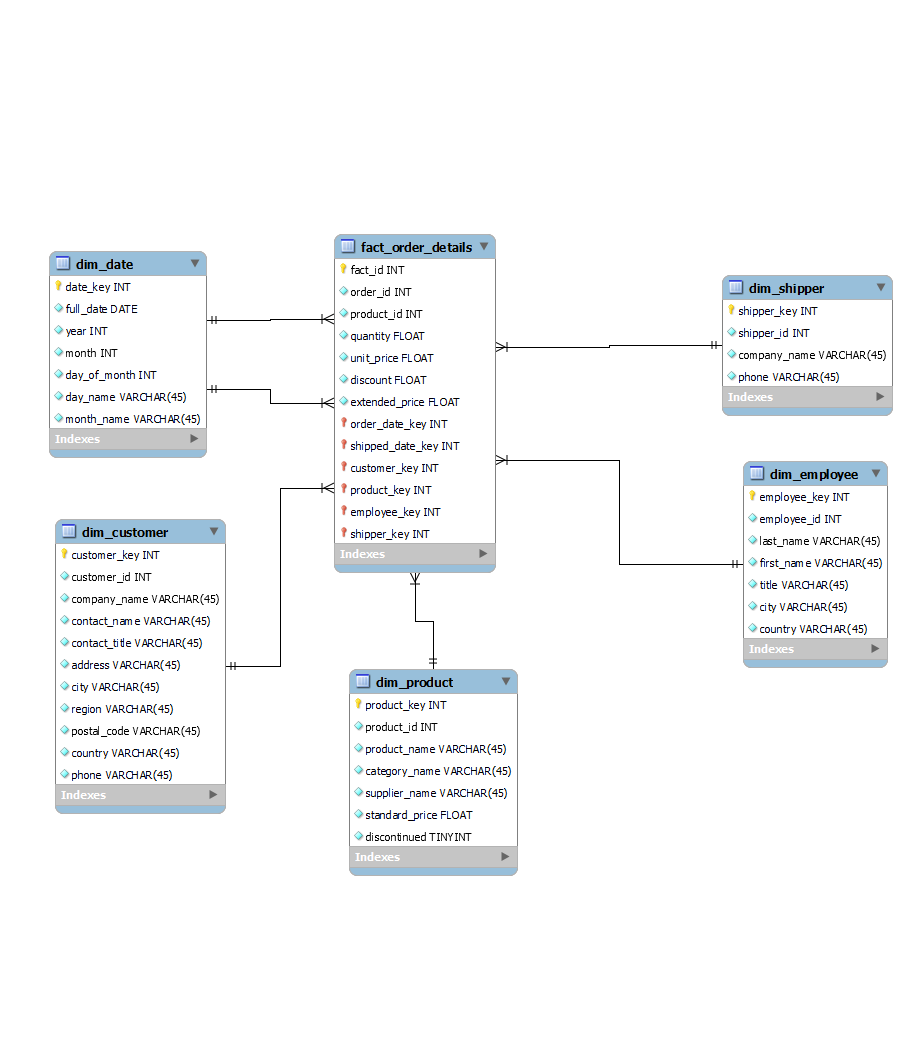 dim_date
date_key INT
full_date DATE
year INT
month INT
day_of_month INT
day_name VARCHAR(45)
month_name VARCHAR(45)
Indexes
fact_order_details
fact_id INT
order_id INT
product_id INT
quantity FLOAT
unit_price FLOAT
discount FLOAT
extended_price FLOAT
order_date_key INT
shipped_date_key INT
customer_key INT
product_key INT
employee_key INT
shipper_key INT
Indexes
dim_shipper
shipper_key INT
shipper_id INT
company_name VARCHAR(45)
phone VARCHAR(45)
Indexes
dim_employee
employee_key INT
employee_id INT
last_name VARCHAR(45)
first_name VARCHAR(45)
title VARCHAR(45)
city VARCHAR(45)
country VARCHAR(45)
Indexes
dim_customer
customer_key INT
customer_id INT
company_name VARCHAR(45)
contact_name VARCHAR(45)
contact_title VARCHAR(45)
address VARCHAR(45)
city VARCHAR(45)
region VARCHAR(45)
postal_code VARCHAR(45)
country VARCHAR(45)
phone VARCHAR(45)
Indexes
dim_product
product_key INT
product_id INT
product_name VARCHAR(45)
category_name VARCHAR(45)
supplier_name VARCHAR(45)
standard_price FLOAT
discontinued TINYINT
Indexes